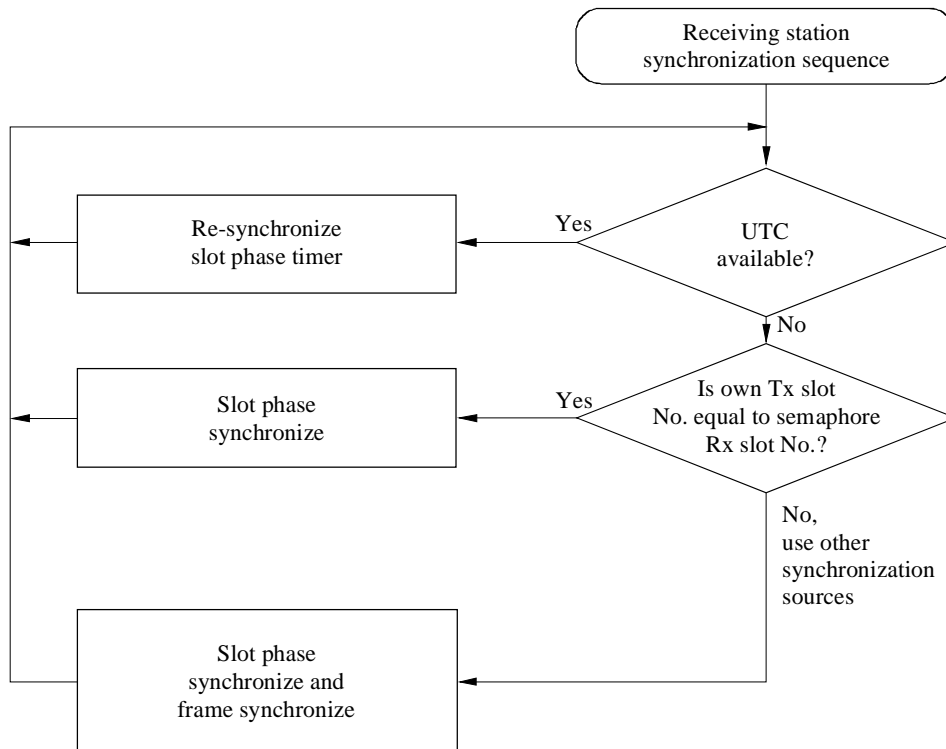 Receiving station
synchronization sequence
UTC
available?
Yes
Re-synchronize
slot phase timer
No
Is own Tx slot
No. equal to semaphore
Rx slot No.?
Yes
Slot phase
synchronize
No,
use other
synchronization
sources
Slot phase
synchronize and
frame synchronize